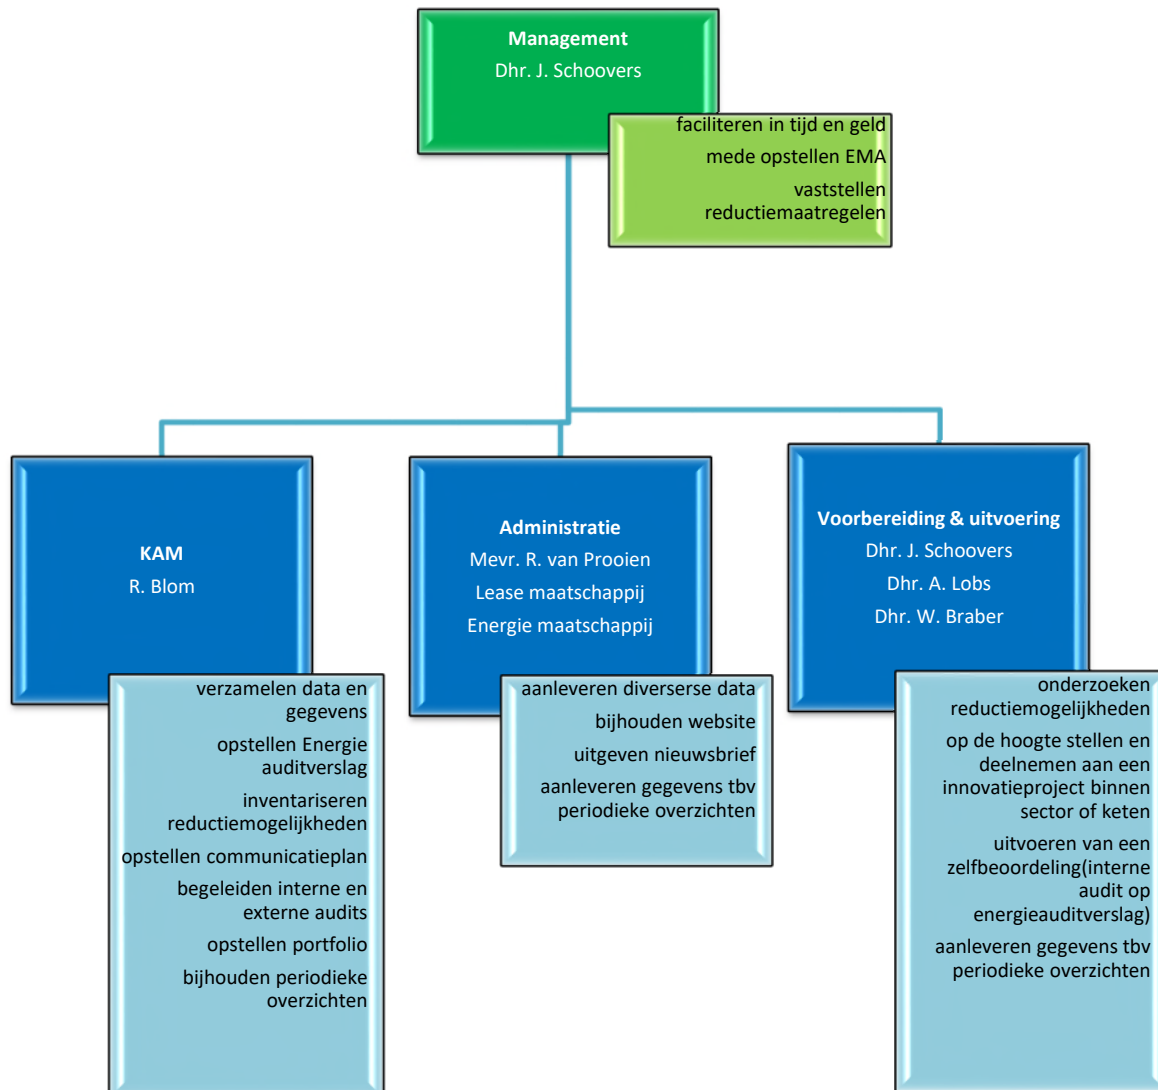 Management
Dhr. J. Schoovers
faciliteren in tijd en geld
mede opstellen EMA
vaststellen
reductiemaatregelen
KAM
R. Blom
verzamelen data en
gegevens
opstellen Energie
auditverslag
inventariseren
reductiemogelijkheden
opstellen communicatieplan
begeleiden interne en
externe audits
opstellen portfolio
bijhouden periodieke
overzichten
Administratie
Mevr. R. van Prooien
Lease maatschappij
Energie maatschappij
aanleveren diverserse data
bijhouden website
uitgeven nieuwsbrief
aanleveren gegevens tbv
periodieke overzichten
Voorbereiding & uitvoering
Dhr. J. Schoovers
Dhr. A. Lobs
Dhr. W. Braber
onderzoeken
reductiemogelijkheden
op de hoogte stellen en
deelnemen aan een
innovatieproject binnen
sector of keten
uitvoeren van een
zelfbeoordeling(interne
audit op
energieauditverslag)
aanleveren gegevens tbv
periodieke overzichten